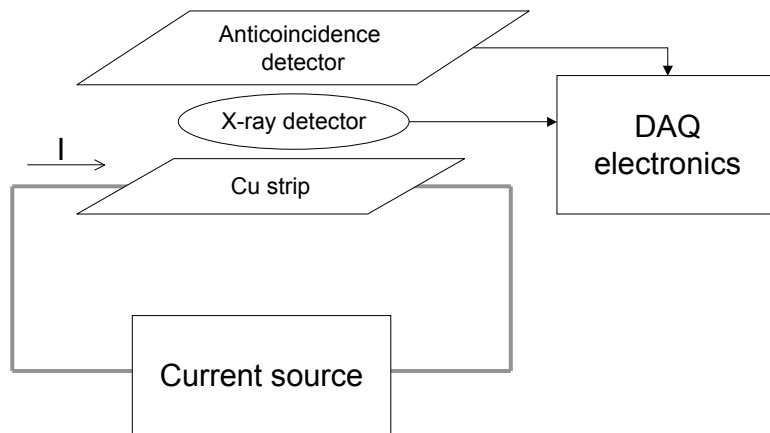 Anticoincidence
detector
X-ray detector
DAQ
electronics
I
Cu strip
Current source